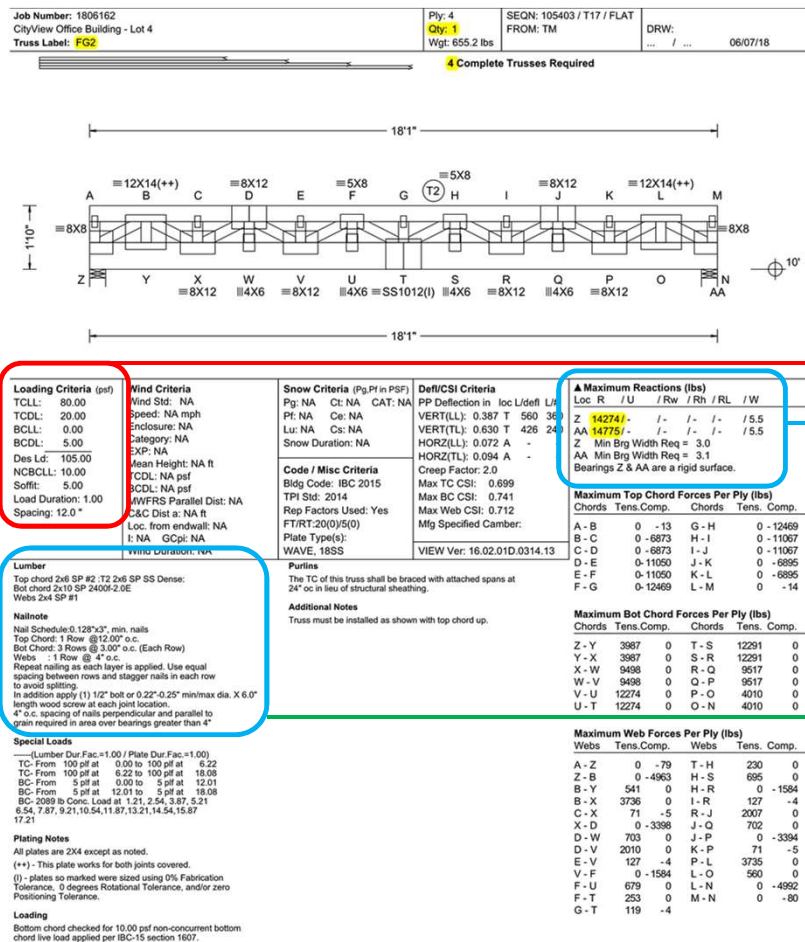 Job Number: 1806162
CityView Office Building - Lot 4
Truss Label: FG2
Ply: 4
Qty: 1
Wgt: 655.2 lbs
SEQN: 105403 / T17 / FLAT
FROM: TM
DRW:
... / ... 06/07/18
4 Complete Trusses Required
18'1"
≡12X14(++) ≡8X12 ≡5X8 T2 ≡5X8 ≡8X12 ≡12X14(++)
A B C D E F G H I J K L M
≡8X8 ≡8X8
1'10"
10'
Z Y X W V U T S R Q P O N
≡8X12 |||4X6 ≡8X12 |||4X6 ≡SS1012(I) |||4X6 ≡8X12 |||4X6 ≡8X12 AA
18'1"
Loading Criteria (psf)
TCLL: 80.00
TCDL: 20.00
BCLL: 0.00
BCDL: 5.00
Des Ld: 105.00
NCBCLL: 10.00
Soffit: 5.00
Load Duration: 1.00
Spacing: 12.0 "
Wind Criteria
Wind Std: NA
Speed: NA mph
Enclosure: NA
Category: NA
EXP: NA
Mean Height: NA ft
TCDL: NA psf
BCDL: NA psf
MWFRS Parallel Dist: NA
C&C Dist a: NA ft
Loc. from endwall: NA
I: NA GCpi: NA
Wind Duration: NA
Snow Criteria (Pg,Pf in PSF)
Pg: NA Ct: NA CAT: NA
Pf: NA Ce: NA
Lu: NA Cs: NA
Snow Duration: NA
Code / Misc Criteria
Bldg Code: IBC 2015
TPI Std: 2014
Rep Factors Used: Yes
FT/RT:20(0)/5(0)
Plate Type(s):
WAVE, 18SS
Defl/CSI Criteria
PP Deflection in loc L/defl L/#
VERT(LL): 0.387 T 560 360
VERT(TL): 0.630 T 426 240
HORZ(LL): 0.072 A -
HORZ(TL): 0.094 A -
Creep Factor: 2.0
Max TC CSI: 0.699
Max BC CSI: 0.741
Max Web CSI: 0.712
Mfg Specified Camber:
VIEW Ver: 16.02.01D.0314.13
▲ Maximum Reactions (lbs)
Loc R / U / Rw / Rh / RL / W
Z 14274/ - / - / - / - / 5.5
AA 14775/ - / - / - / - / 5.5
Z Min Brg Width Req = 3.0
AA Min Brg Width Req = 3.1
Bearings Z & AA are a rigid surface.
Maximum Top Chord Forces Per Ply (lbs)
Chords Tens.Comp. Chords Tens. Comp.
A - B 0 - 13 G - H 0 - 12469
B - C 0 - 6873 H - I 0 - 11067
C - D 0 - 6873 I - J 0 - 11067
D - E 0- 11050 J - K 0 - 6895
E - F 0- 11050 K - L 0 - 6895
F - G 0- 12469 L - M 0 - 14
Maximum Bot Chord Forces Per Ply (lbs)
Chords Tens.Comp. Chords Tens. Comp.
Z - Y 3987 0 T - S 12291 0
Y - X 3987 0 S - R 12291 0
X - W 9498 0 R - Q 9517 0
W - V 9498 0 Q - P 9517 0
V - U 12274 0 P - O 4010 0
U - T 12274 0 O - N 4010 0
Maximum Web Forces Per Ply (lbs)
Webs Tens.Comp. Webs Tens. Comp.
A - Z 0 - 79 T - H 230 0
Z - B 0 - 4963 H - S 695 0
B - Y 541 0 H - R 0 - 1584
B - X 3736 0 I - R 127 - 4
C - X 71 - 5 R - J 2007 0
X - D 0 - 3398 J - Q 702 0
D - W 703 0 J - P 0 - 3394
D - V 2010 0 K - P 71 - 5
E - V 127 - 4 P - L 3735 0
V - F 0 - 1584 L - O 560 0
F - U 679 0 L - N 0 - 4992
F - T 253 0 M - N 0 - 80
G - T 119 - 4
Lumber
Top chord 2x6 SP #2 :T2 2x6 SP SS Dense:
Bot chord 2x10 SP 2400f-2.0E
Webs 2x4 SP #1
Nailnote
Nail Schedule:0.128"x3", min. nails
Top Chord: 1 Row @12.00" o.c.
Bot Chord: 3 Rows @ 3.00" o.c. (Each Row)
Webs : 1 Row @ 4" o.c.
Repeat nailing as each layer is applied. Use equal
spacing between rows and stagger nails in each row
to avoid splitting.
In addition apply (1) 1/2" bolt or 0.22"-0.25" min/max dia. X 6.0"
length wood screw at each joint location.
4" o.c. spacing of nails perpendicular and parallel to
grain required in area over bearings greater than 4"
Special Loads
------(Lumber Dur.Fac.=1.00 / Plate Dur.Fac.=1.00)
TC- From 100 plf at 0.00 to 100 plf at 6.22
TC- From 100 plf at 6.22 to 100 plf at 18.08
BC- From 5 plf at 0.00 to 5 plf at 12.01
BC- From 5 plf at 12.01 to 5 plf at 18.08
BC- 2089 lb Conc. Load at 1.21, 2.54, 3.87, 5.21
6.54, 7.87, 9.21,10.54,11.87,13.21,14.54,15.87
17.21
Plating Notes
All plates are 2X4 except as noted.
(++) - This plate works for both joints covered.
(I) - plates so marked were sized using 0% Fabrication
Tolerance, 0 degrees Rotational Tolerance, and/or zero
Positioning Tolerance.
Loading
Bottom chord checked for 10.00 psf non-concurrent bottom
chord live load applied per IBC-15 section 1607.
Purlins
The TC of this truss shall be braced with attached spans at
24" oc in lieu of structural sheathing.
Additional Notes
Truss must be installed as shown with top chord up.